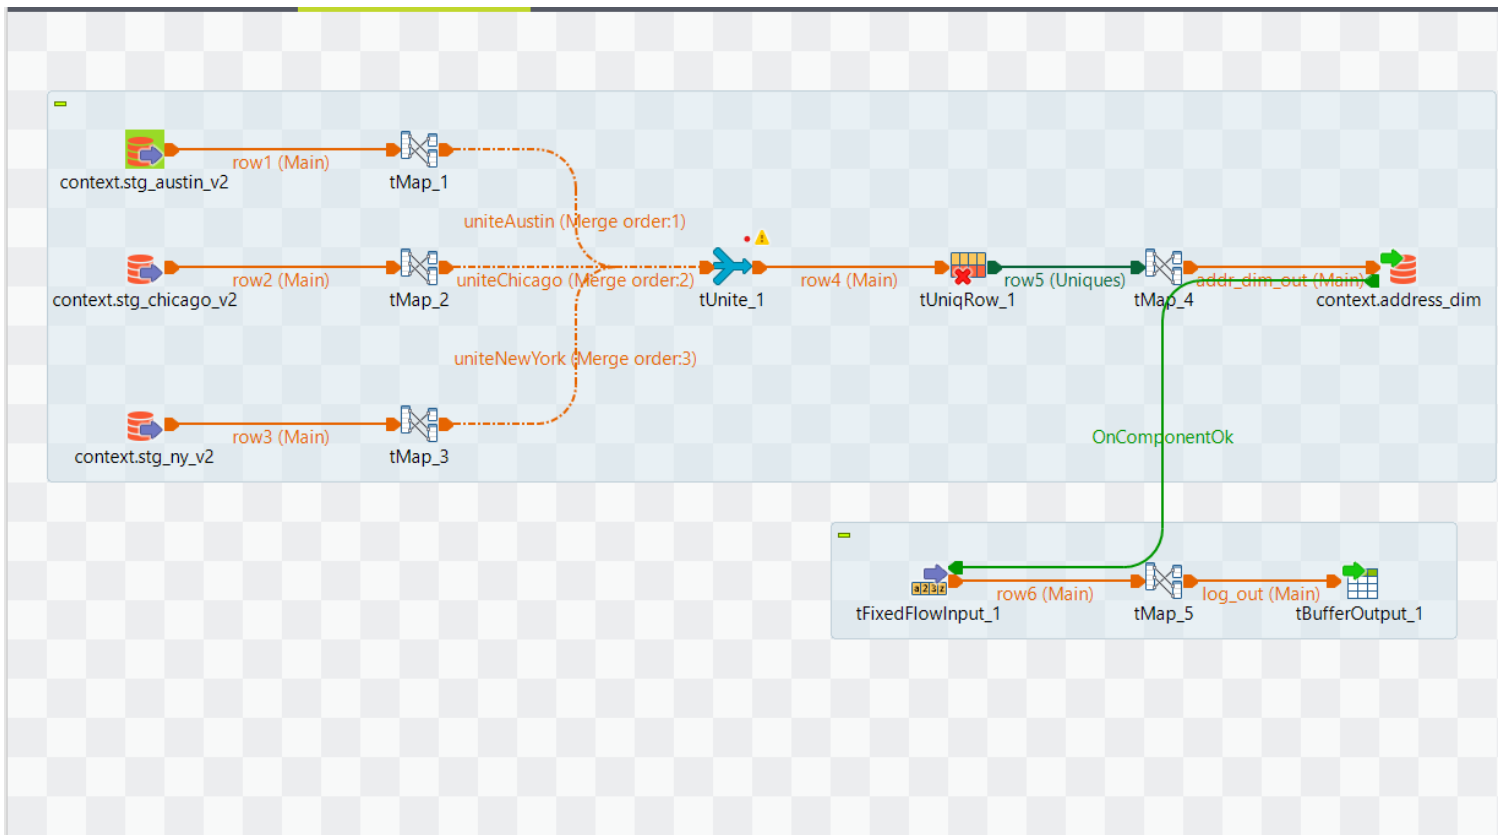 row1 (Main)
context.stg_austin_v2
tMap_1
uniteAustin (Merge order:1)
row2 (Main)
uniteChicago (Merge order:2)
row4 (Main)
row5 (Uniques)
addr_dim_out (Main)
context.stg_chicago_v2
tMap_2
tUnite_1
tUniqRow_1
tMap_4
context.address_dim
uniteNewYork (Merge order:3)
row3 (Main)
OnComponentOk
context.stg_ny_v2
tMap_3
a23z
row6 (Main)
log_out (Main)
tFixedFlowInput_1
tMap_5
tBufferOutput_1